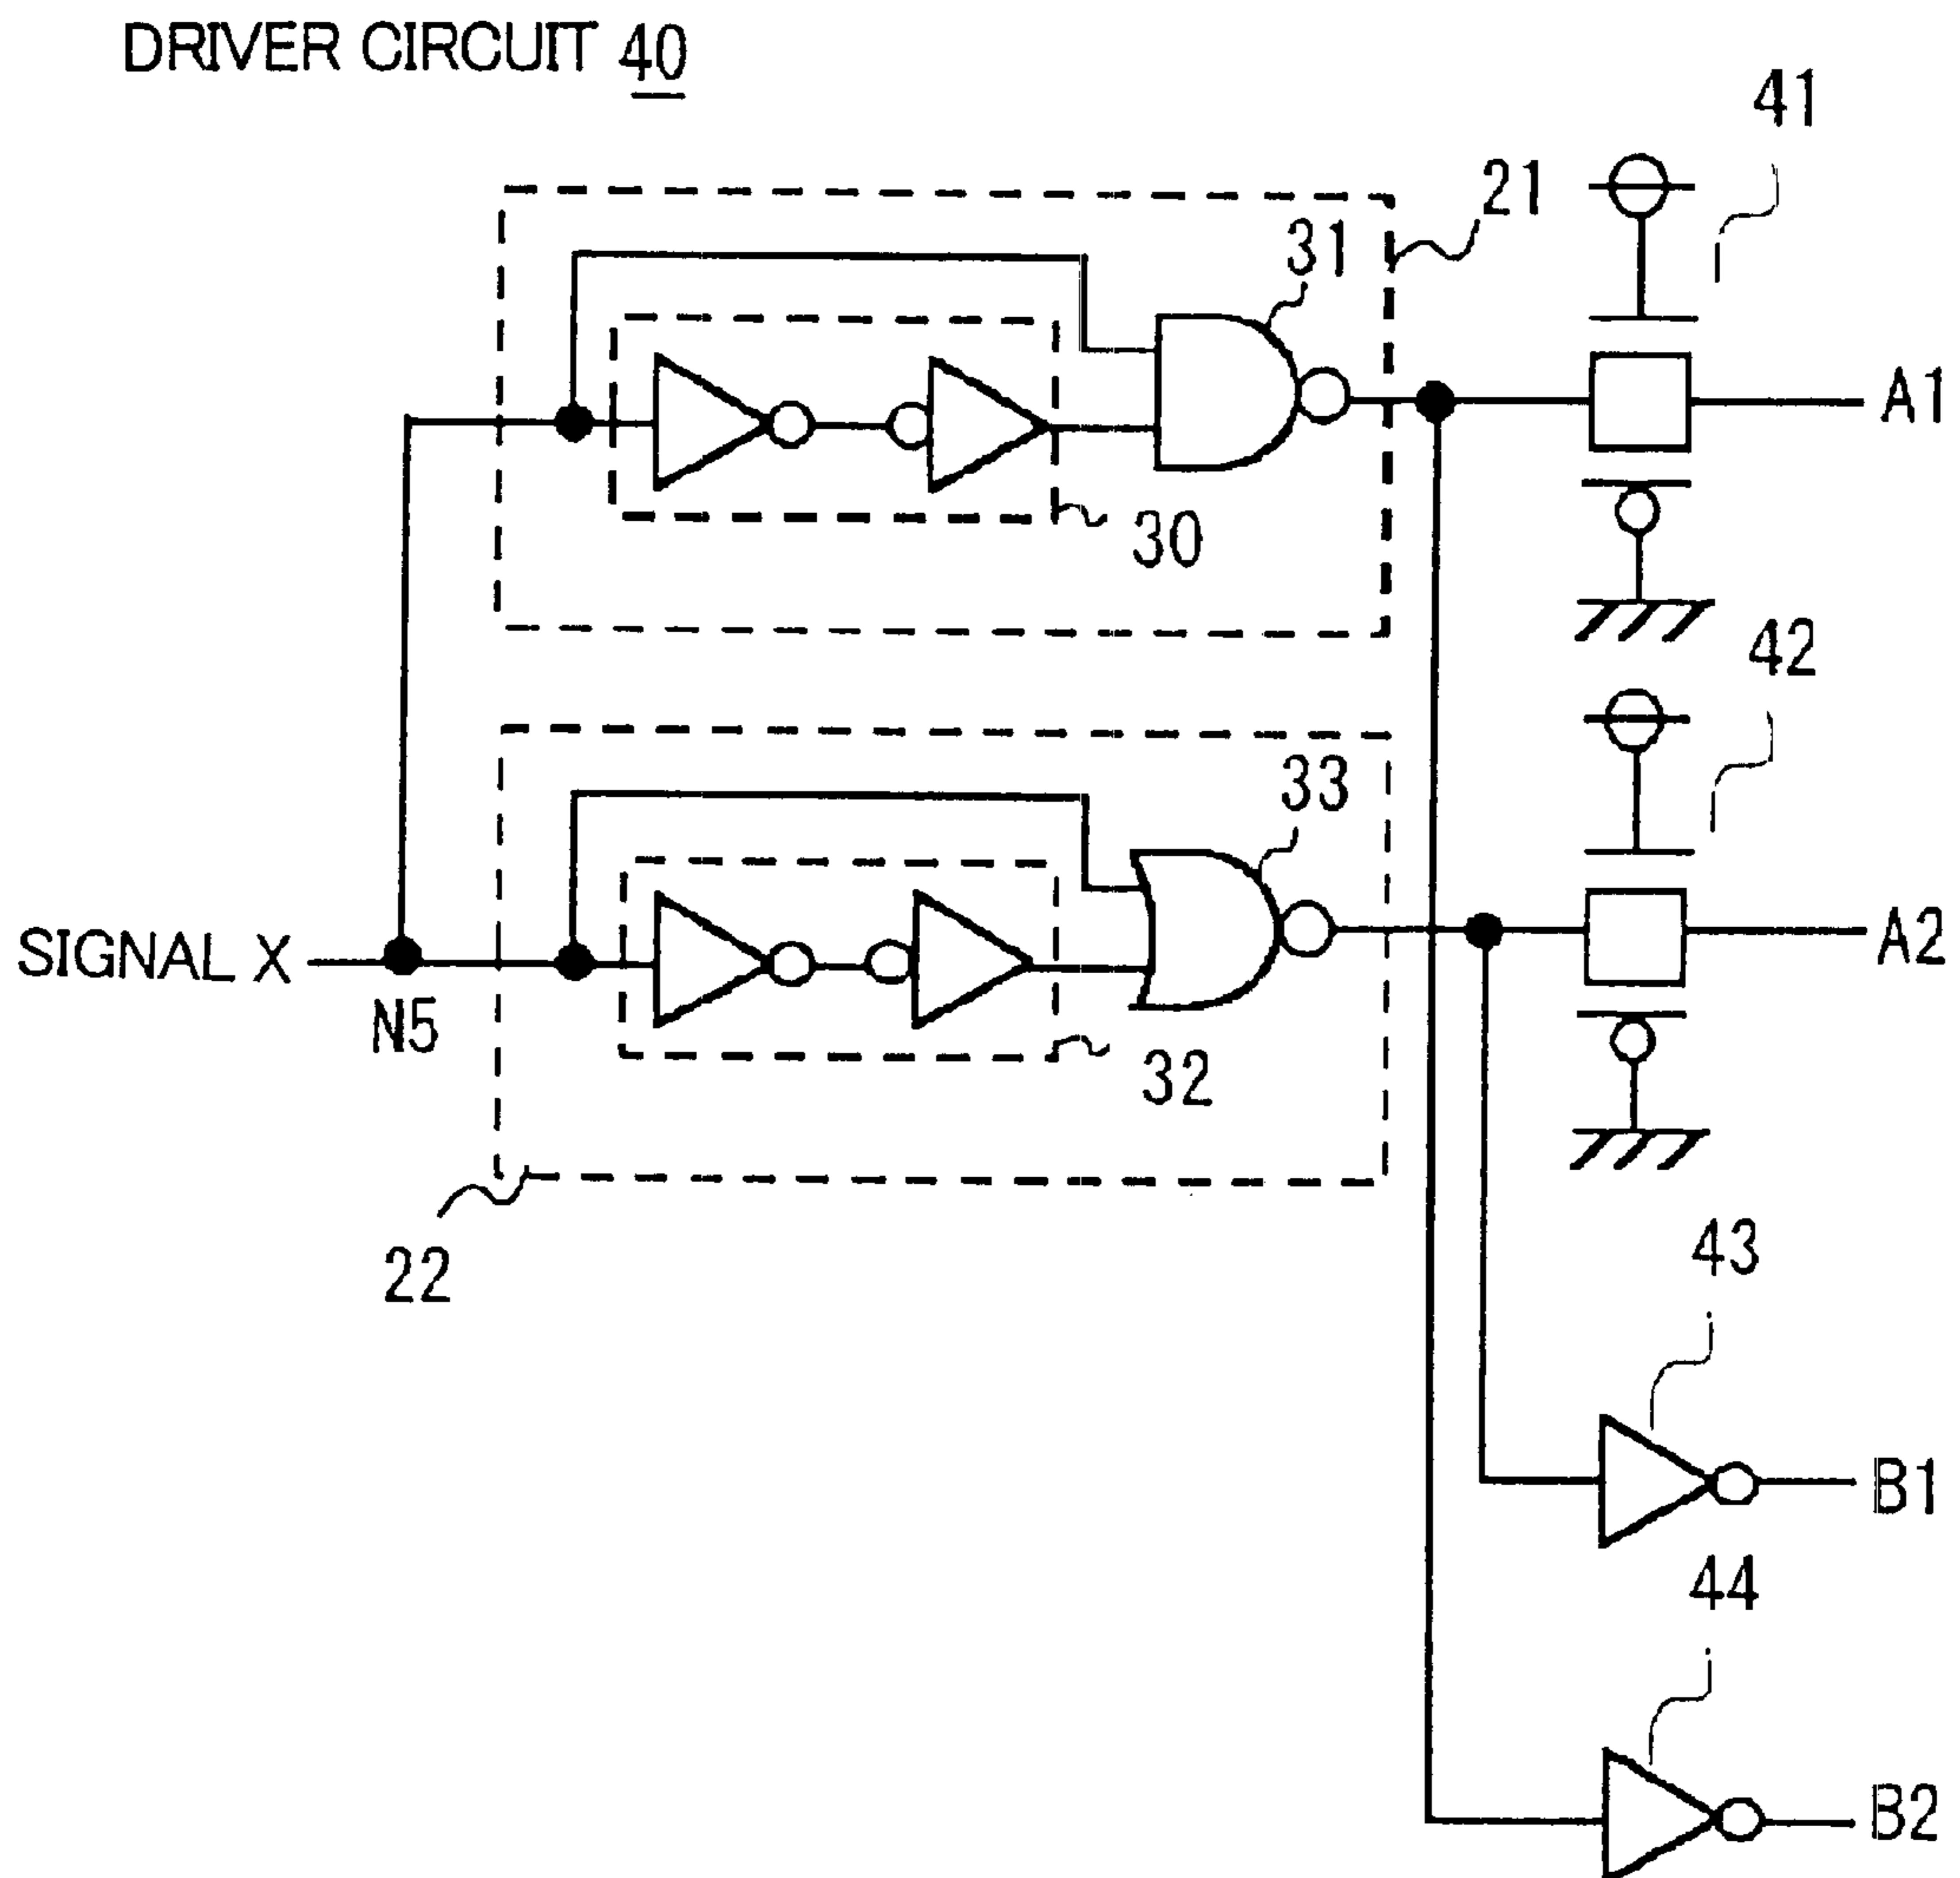 DRIVER CIRCUIT 40
41
21
31
A1
30
42
33
A2
SIGNAL X
N5
32
22
43
B1
44
B2